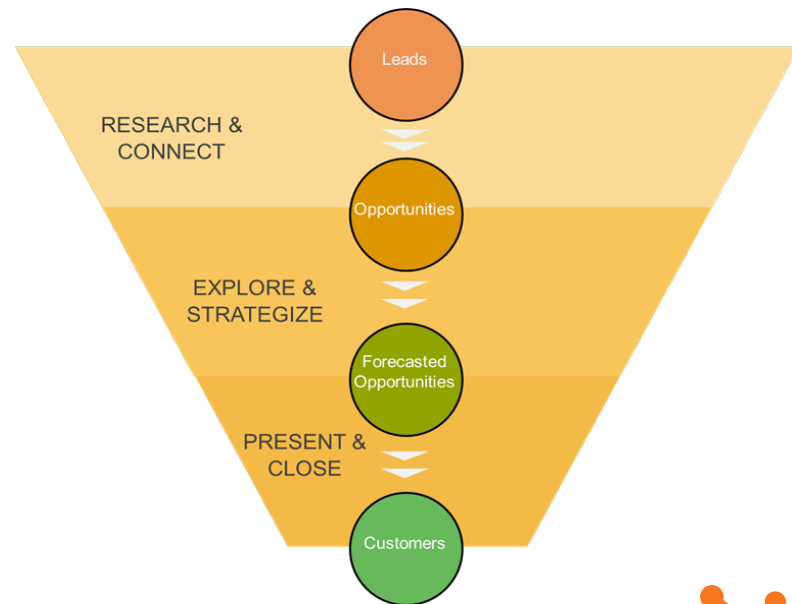 Leads
RESEARCH &
CONNECT
Opportunities
EXPLORE &
STRATEGIZE
Forecasted
Opportunities
PRESENT &
CLOSE
Customers